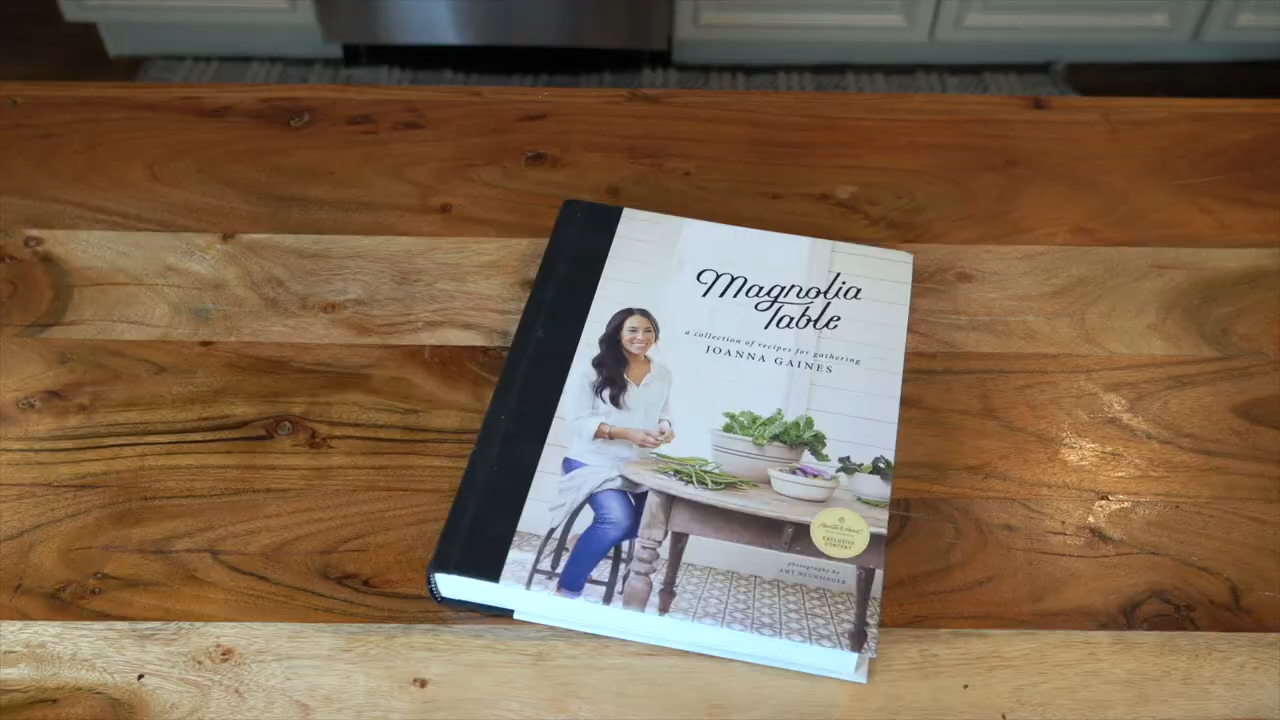 Magnolia
Table
a collection of recipes for gathering
JOANNA GAINES
EXCLUSIVE
CONTENT
photography by
AMY NEUNSINGER